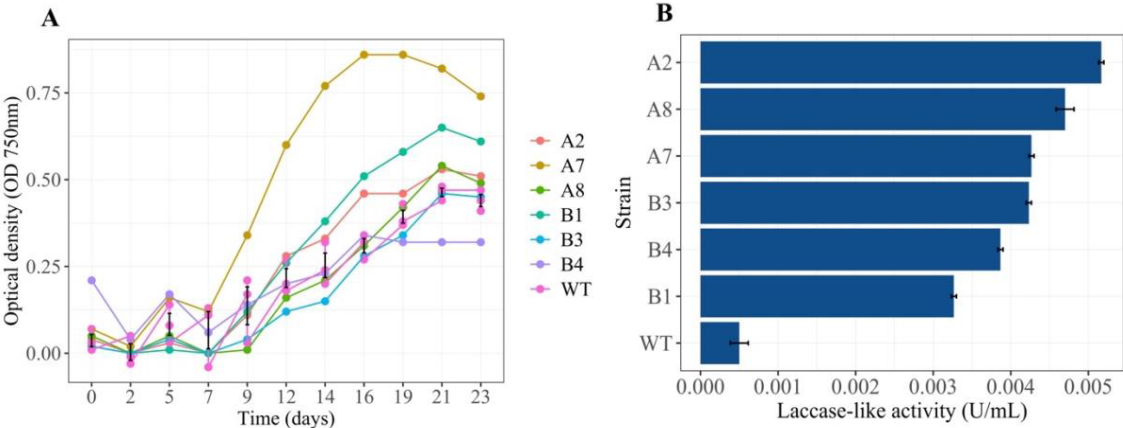 A
Optical density (OD 750nm)
0.75
0.50
0.25
0.00
0 2 5 7 9 12 14 16 19 21 23
Time (days)
A2
A7
A8
B1
B3
B4
WT
B
Strain
A2
A8
A7
B3
B4
B1
WT
0.000 0.001 0.002 0.003 0.004 0.005
Laccase-like activity (U/mL)